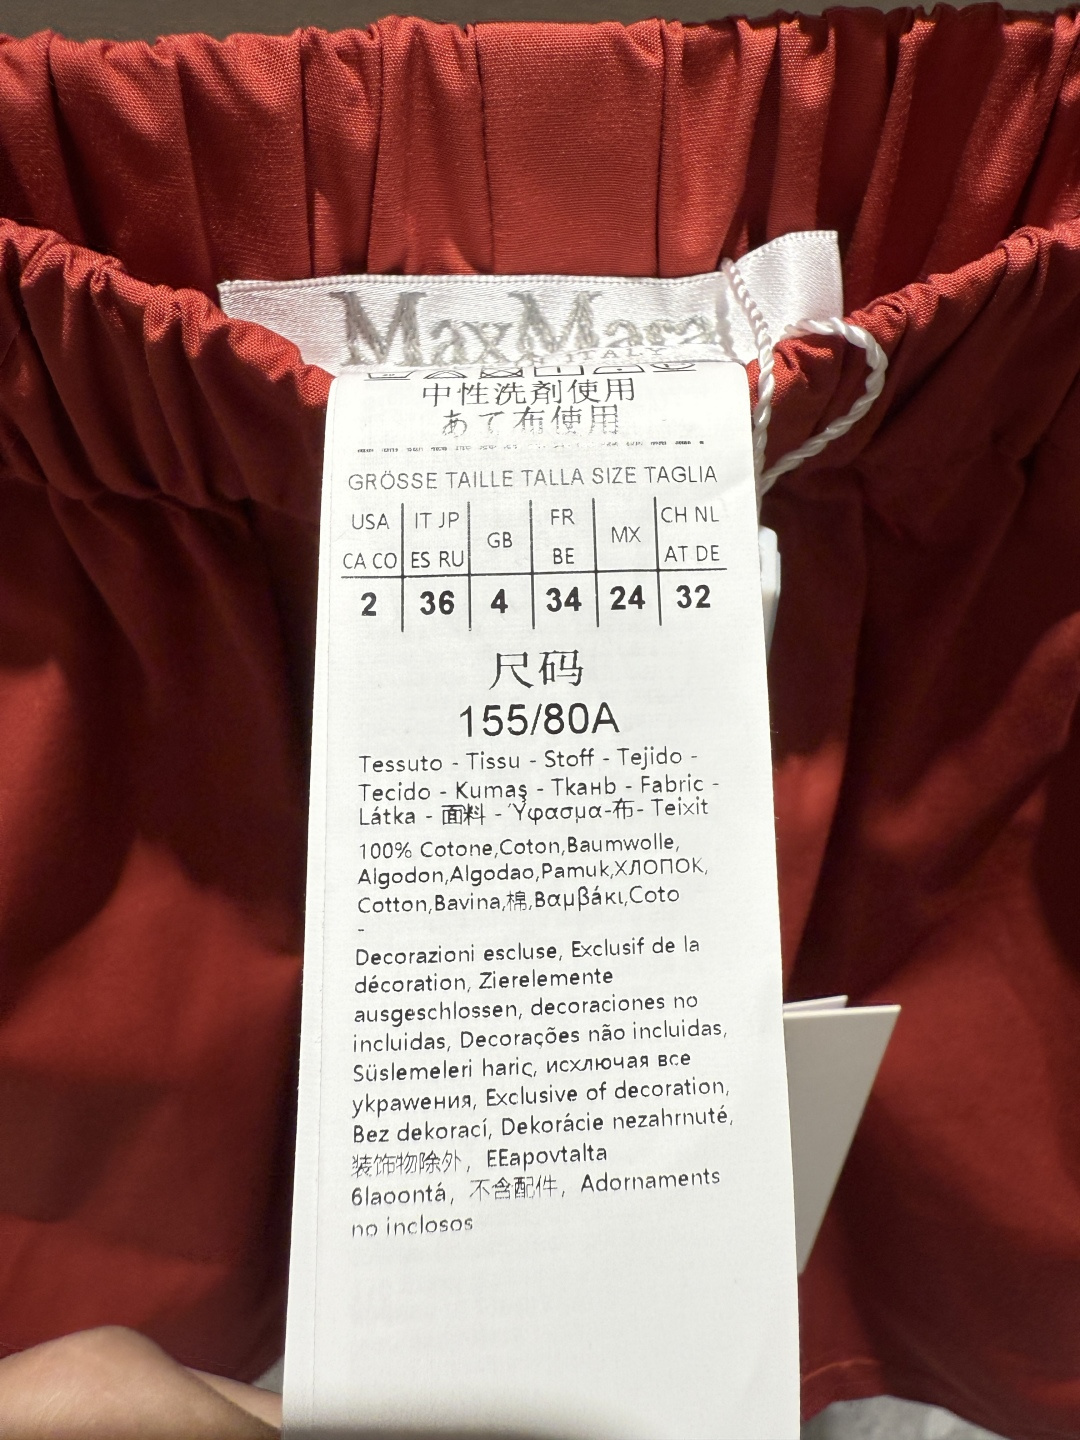 MaxMara
ITALY
中性洗剤使用
あて布使用
GRÖSSE TAILLE TALLA SIZE TAGLIA
USA IT JP GB FR MX CH NL
CA CO ES RU BE AT DE
2 36 4 34 24 32
尺码
155/80A
Tessuto - Tissu - Stoff - Tejido -
Tecido - Kumaş - Ткань - Fabric -
Látka - 面料 - Ύφασμα-布- Teixit
100% Cotone,Coton,Baumwolle,
Algodon,Algodao,Pamuk,ХЛОПОК,
Cotton,Bavina,棉,Βαμβάκι,Coto
-
Decorazioni escluse, Exclusif de la
décoration, Zierelemente
ausgeschlossen, decoraciones no
incluidas, Decorações não incluidas,
Süslemeleri hariç, исключая все
украшения, Exclusive of decoration,
Bez dekorací, Dekorácie nezahrnuté,
装饰物除外, EEapovtalta
6laoontá, 不含配件, Adornaments
no inclosos